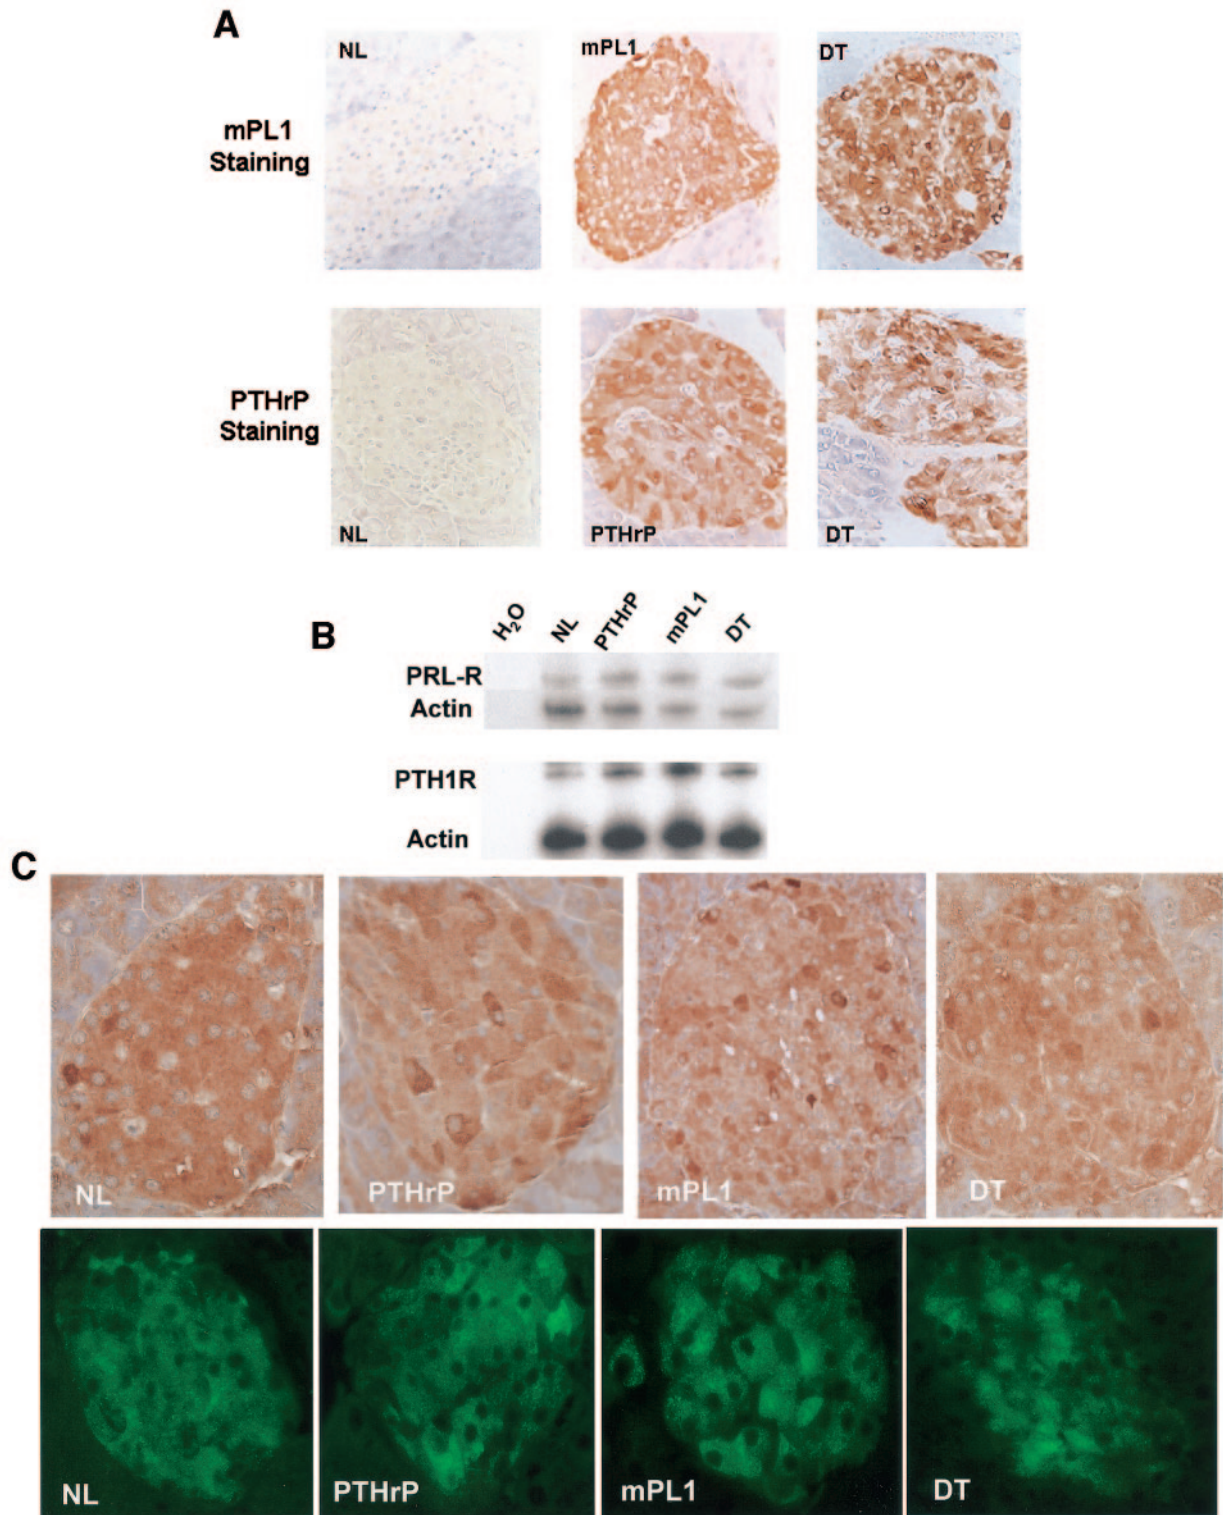 A
NL
mPL1
DT
mPL1
Staining
PTHrP
Staining
NL
PTHrP
DT
B
H₂O
NL
PTHrP
mPL1
DT
PRL-R
Actin
PTH1R
Actin
C
NL
PTHrP
mPL1
DT
NL
PTHrP
mPL1
DT